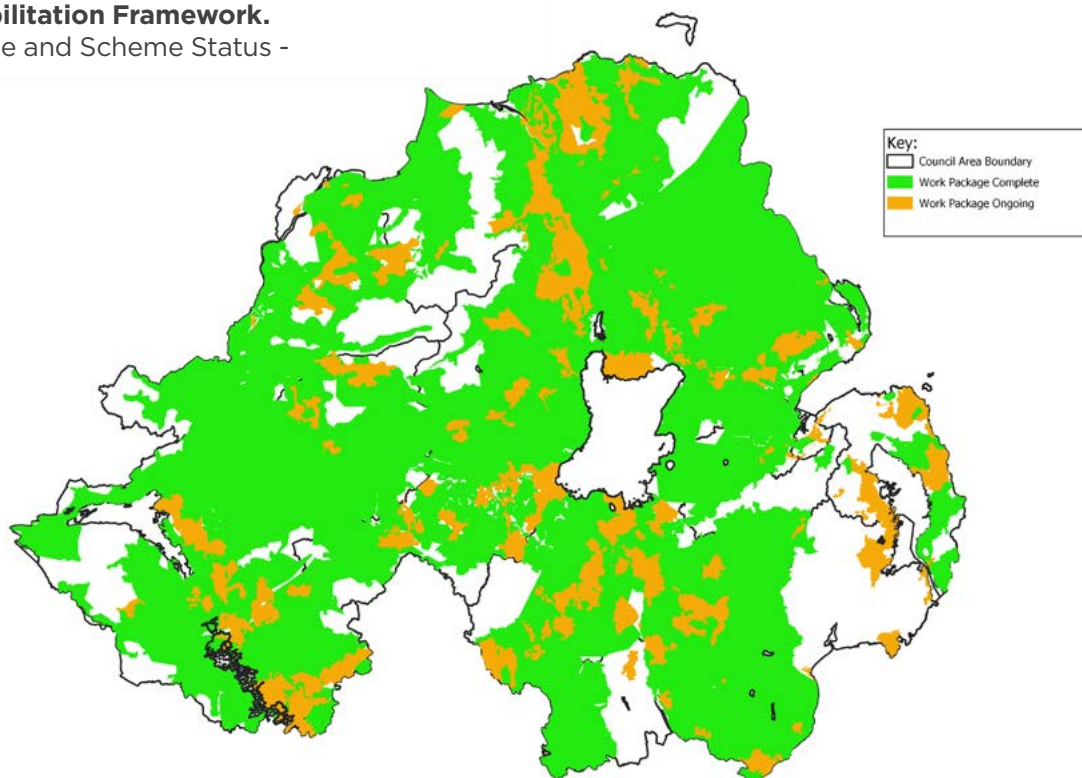 bilitation Framework.
e and Scheme Status -
Key:
Council Area Boundary
Work Package Complete
Work Package Ongoing